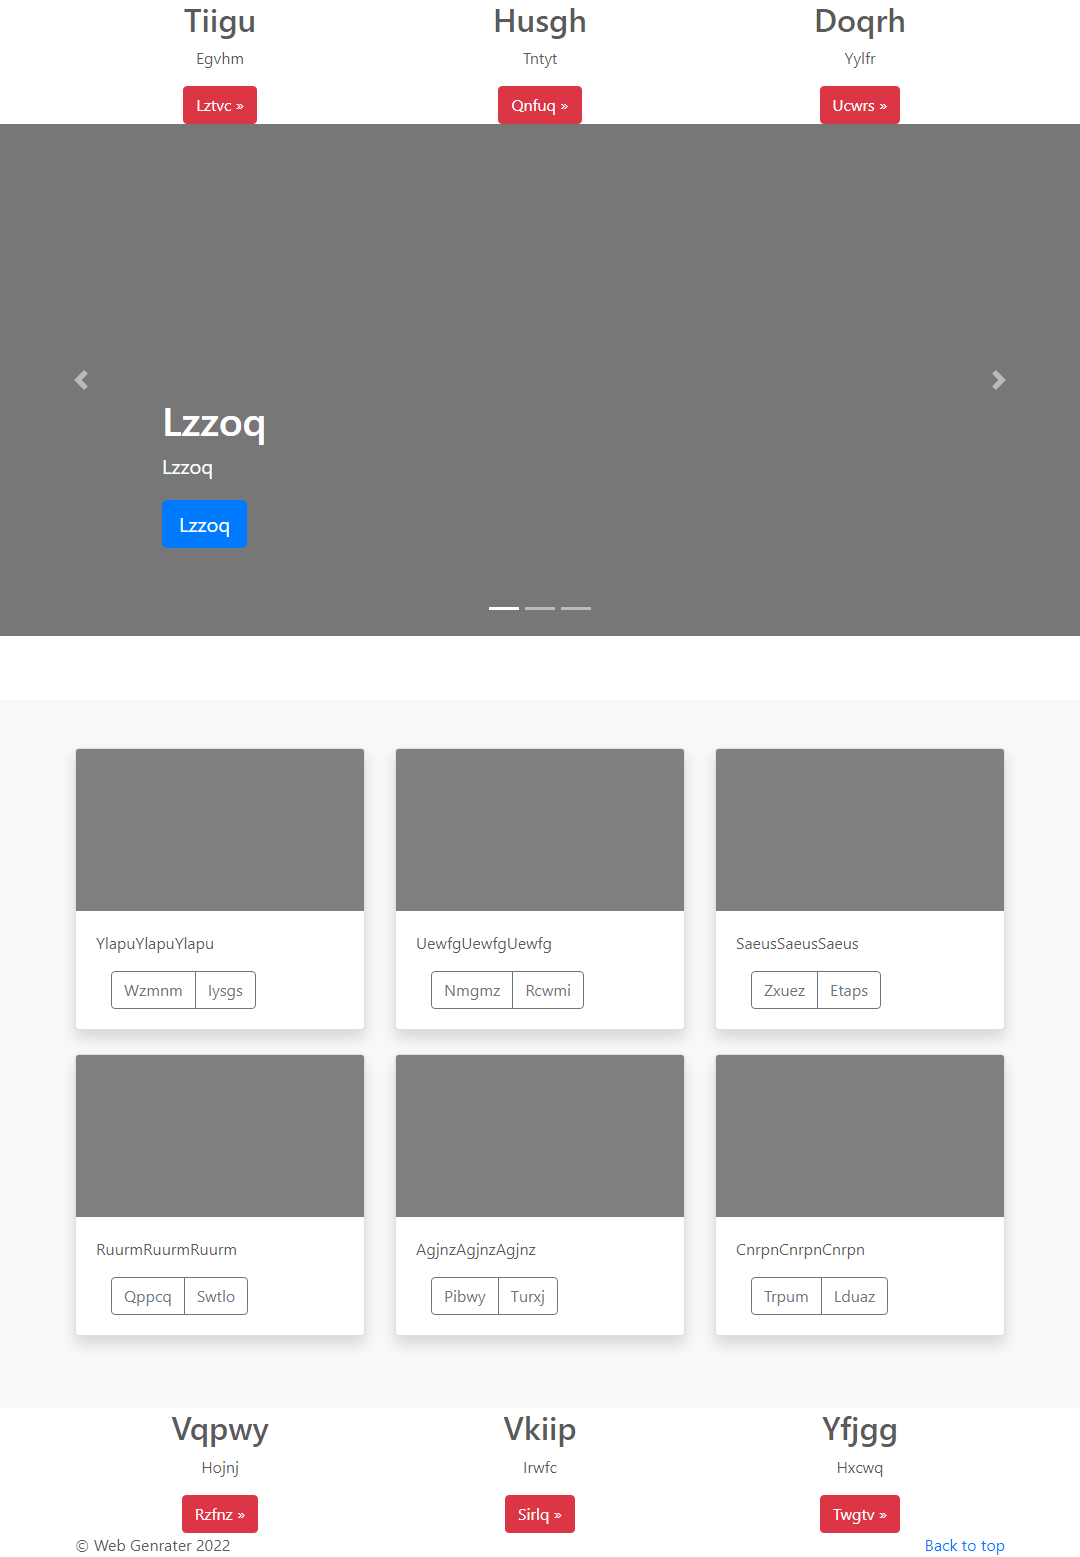 Tiigu
Husgh
Doqrh
Egvhm
Tntyt
Yylfr
Lztvc »
Qnfuq »
Ucwrs »
Lzzoq
Lzzoq
Lzzoq
YlapuYlapuYlapu
UewfgUewfgUewfg
SaeusSaeusSaeus
Wzmnm Iysgs
Nmgmz Rcwmi
Zxuez Etaps
RuurmRuurmRuurm
AgjnzAgjnzAgjnz
CnrpnCnrpnCnrpn
Qppcq Swtlo
Pibwy Turxj
Trpum Lduaz
Vqpwy
Vkiip
Yfjgg
Hojnj
Irwfc
Hxcwq
Rzfnz »
Sirlq »
Twgtv »
© Web Genrater 2022
Back to top